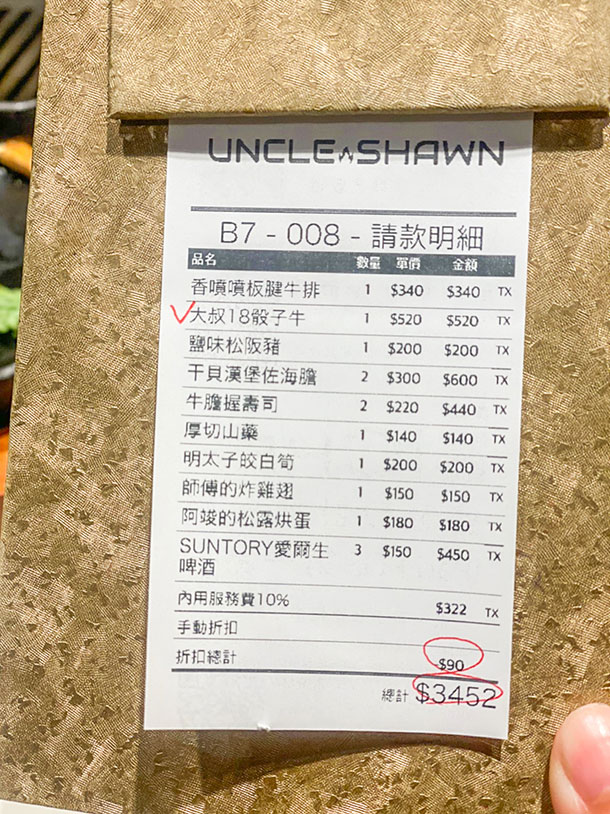 UNCLE SHAWN
B7 - 008 - 請款明細
品名 數量 單價 金額
香噴噴板腱牛排 1 $340 $340 TX
大叔18骰子牛 1 $520 $520 TX
鹽味松阪豬 1 $200 $200 TX
干貝漢堡佐海膽 2 $300 $600 TX
牛膽握壽司 2 $220 $440 TX
厚切山藥 1 $140 $140 TX
明太子皎白筍 1 $200 $200 TX
師傅的炸雞翅 1 $150 $150 TX
阿竣的松露烘蛋 1 $180 $180 TX
SUNTORY愛爾生 3 $150 $450 TX
啤酒
內用服務費10% $322 TX
手動折扣
折扣總計 $90
總計 $3452